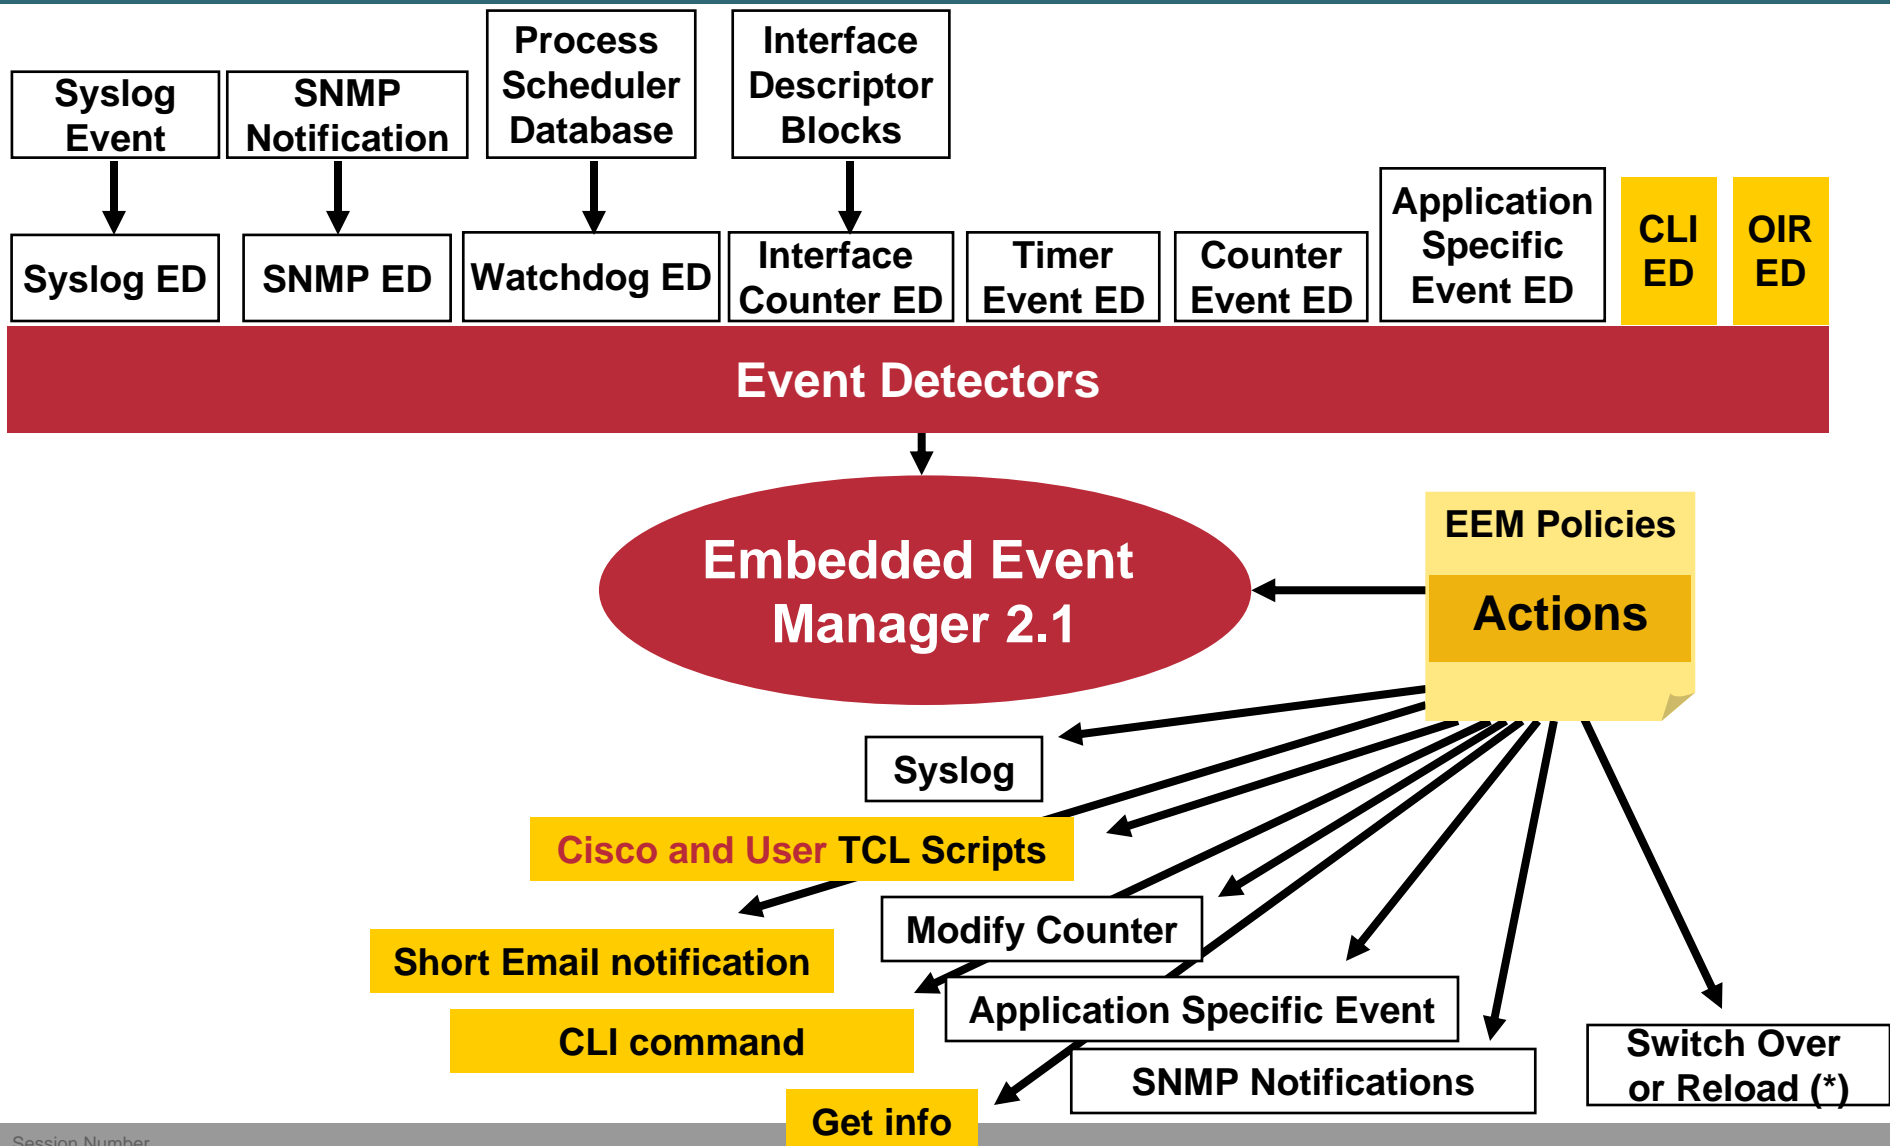 Syslog
Event
SNMP
Notification
Process
Scheduler
Database
Interface
Descriptor
Blocks
Syslog ED
SNMP ED
Watchdog ED
Interface
Counter ED
Timer
Event ED
Counter
Event ED
Application
Specific
Event ED
CLI
ED
OIR
ED
Event Detectors
Embedded Event
Manager 2.1
EEM Policies
Actions
Syslog
Cisco and User TCL Scripts
Modify Counter
Short Email notification
Application Specific Event
CLI command
SNMP Notifications
Switch Over
or Reload (*)
Get info
Session Number